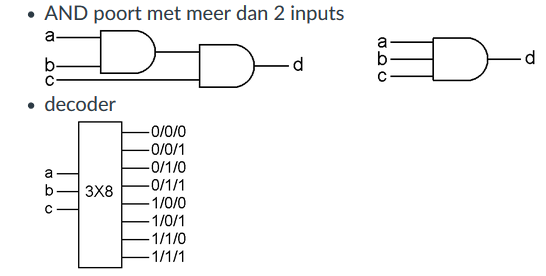 • AND poort met meer dan 2 inputs
a
b
c
d
a
b
c
d
• decoder
a
b
c
3X8
0/0/0
0/0/1
0/1/0
0/1/1
1/0/0
1/0/1
1/1/0
1/1/1